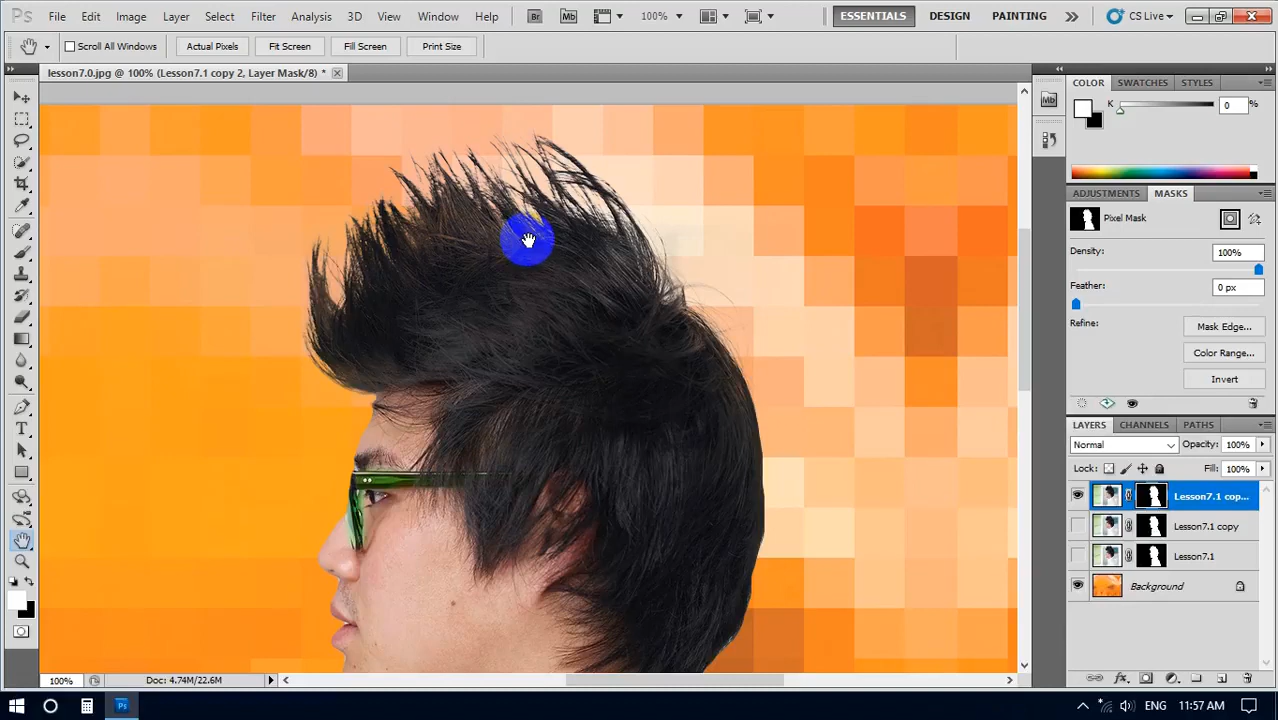 Ps File Edit Image Layer Select Filter Analysis 3D View Window Help Br Mb 100% ESSENTIALS DESIGN PAINTING CS Live
Scroll All Windows Actual Pixels Fit Screen Fill Screen Print Size
lesson7.0.jpg @ 100% (Lesson7.1 copy 2, Layer Mask/8) *
COLOR SWATCHES STYLES
Mb
K 0 %
ADJUSTMENTS MASKS
Pixel Mask
Density: 100%
Feather: 0 px
Refine: Mask Edge...
Color Range...
Invert
LAYERS CHANNELS PATHS
Normal Opacity: 100%
Lock: Fill: 100%
Lesson7.1 cop...
Lesson7.1 copy
Lesson7.1
Background
100% Doc: 4.74M/22.6M
Ps ENG 11:57 AM